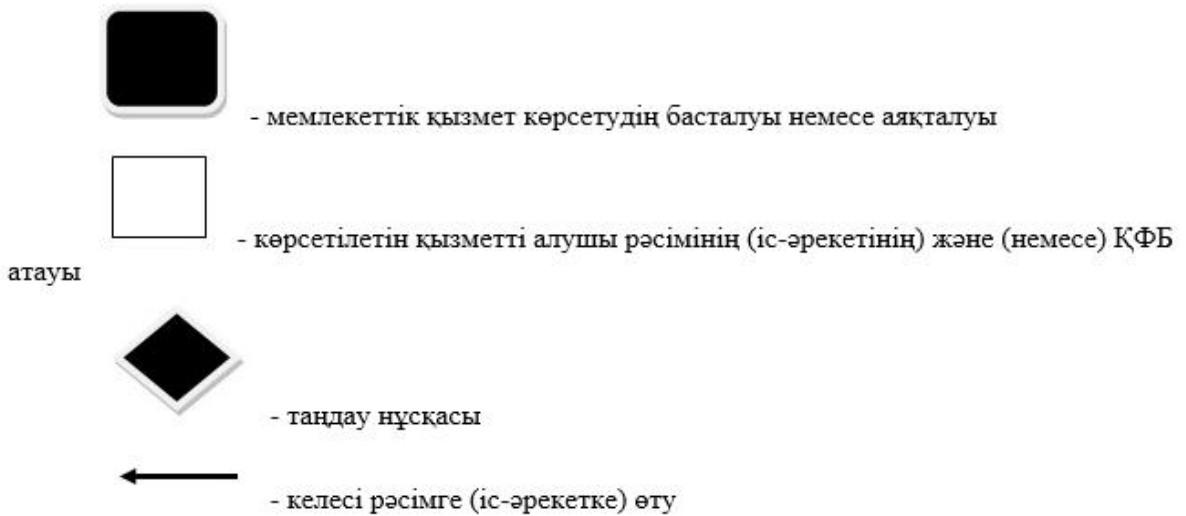 - мемлекеттік қызмет көрсетудің басталуы немесе аяқталуы
- көрсетілетін қызметті алушы рәсімінің (іс-әрекетінің) және (немесе) ҚФБ
атауы
- таңдау нұсқасы
- келесі рәсімге (іс-әрекетке) өту